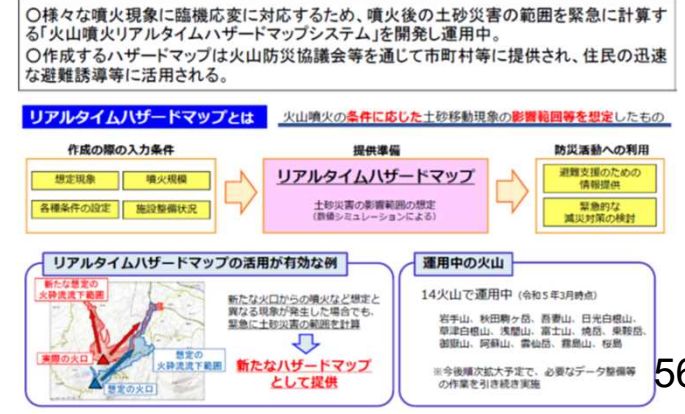 〇様々な噴火現象に臨機応変に対応するため、噴火後の土砂災害の範囲を緊急に計算す
る「火山噴火リアルタイムハザードマップシステム」を開発し運用中。
〇作成するハザードマップは火山防災協議会等を通じて市町村等に提供され、住民の迅速
な避難誘導等に活用される。
リアルタイムハザードマップとは
火山噴火の条件に応じた土砂移動現象の影響範囲等を想定したもの
作成の際の入力条件
想定現象
噴火規模
各種条件の設定
施設整備状況
提供準備
リアルタイムハザードマップ
土砂災害の影響範囲の想定
(数値シミュレーションによる)
防災活動への利用
避難支援のための
情報提供
緊急的な
減災対策の検討
リアルタイムハザードマップの活用が有効な例
新たな想定の
火砕流流下範囲
実際の火口
想定の
火砕流流下範囲
想定の火口
新たな火口からの噴火など想定と
異なる現象が発生した場合でも、
緊急に土砂災害の範囲を計算
新たなハザードマップ
として提供
運用中の火山
14火山で運用中(令和5年3月時点)
岩手山、秋田駒ヶ岳、吾妻山、日光白根山、
草津白根山、浅間山、富士山、焼岳、乗鞍岳、
御嶽山、阿蘇山、雲仙岳、霧島山、桜島
※今後順次拡大予定で、必要なデータ整備等
の作業を引き続き実施
56